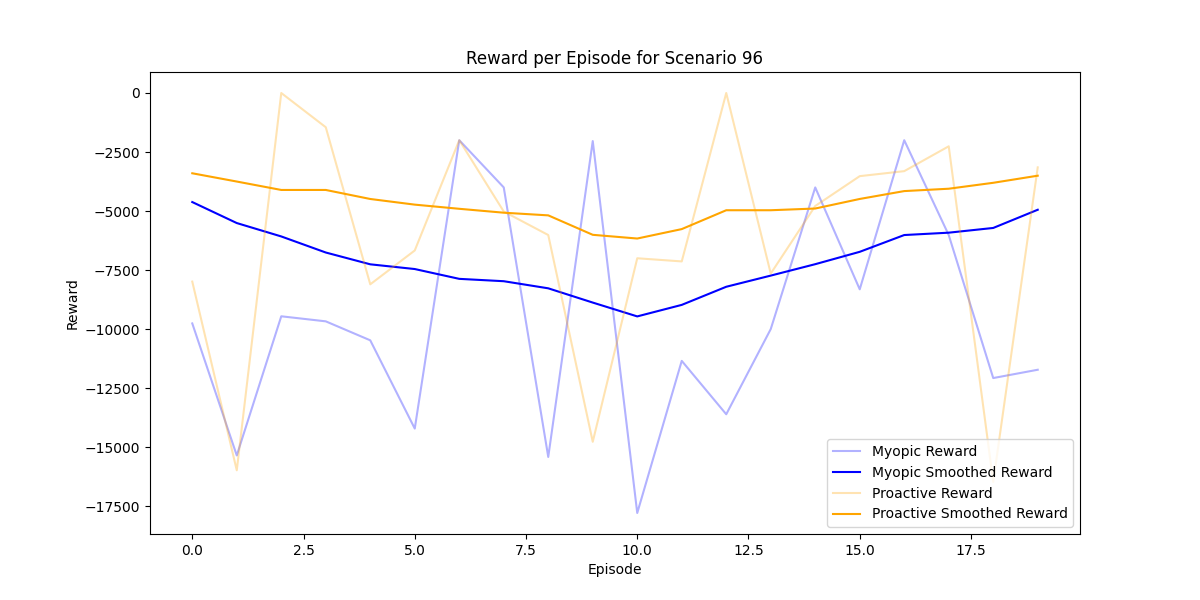 Reward per Episode for Scenario 96
Reward
0
−2500
−5000
−7500
−10000
−12500
−15000
−17500
0.0 2.5 5.0 7.5 10.0 12.5 15.0 17.5
Episode
Myopic Reward
Myopic Smoothed Reward
Proactive Reward
Proactive Smoothed Reward